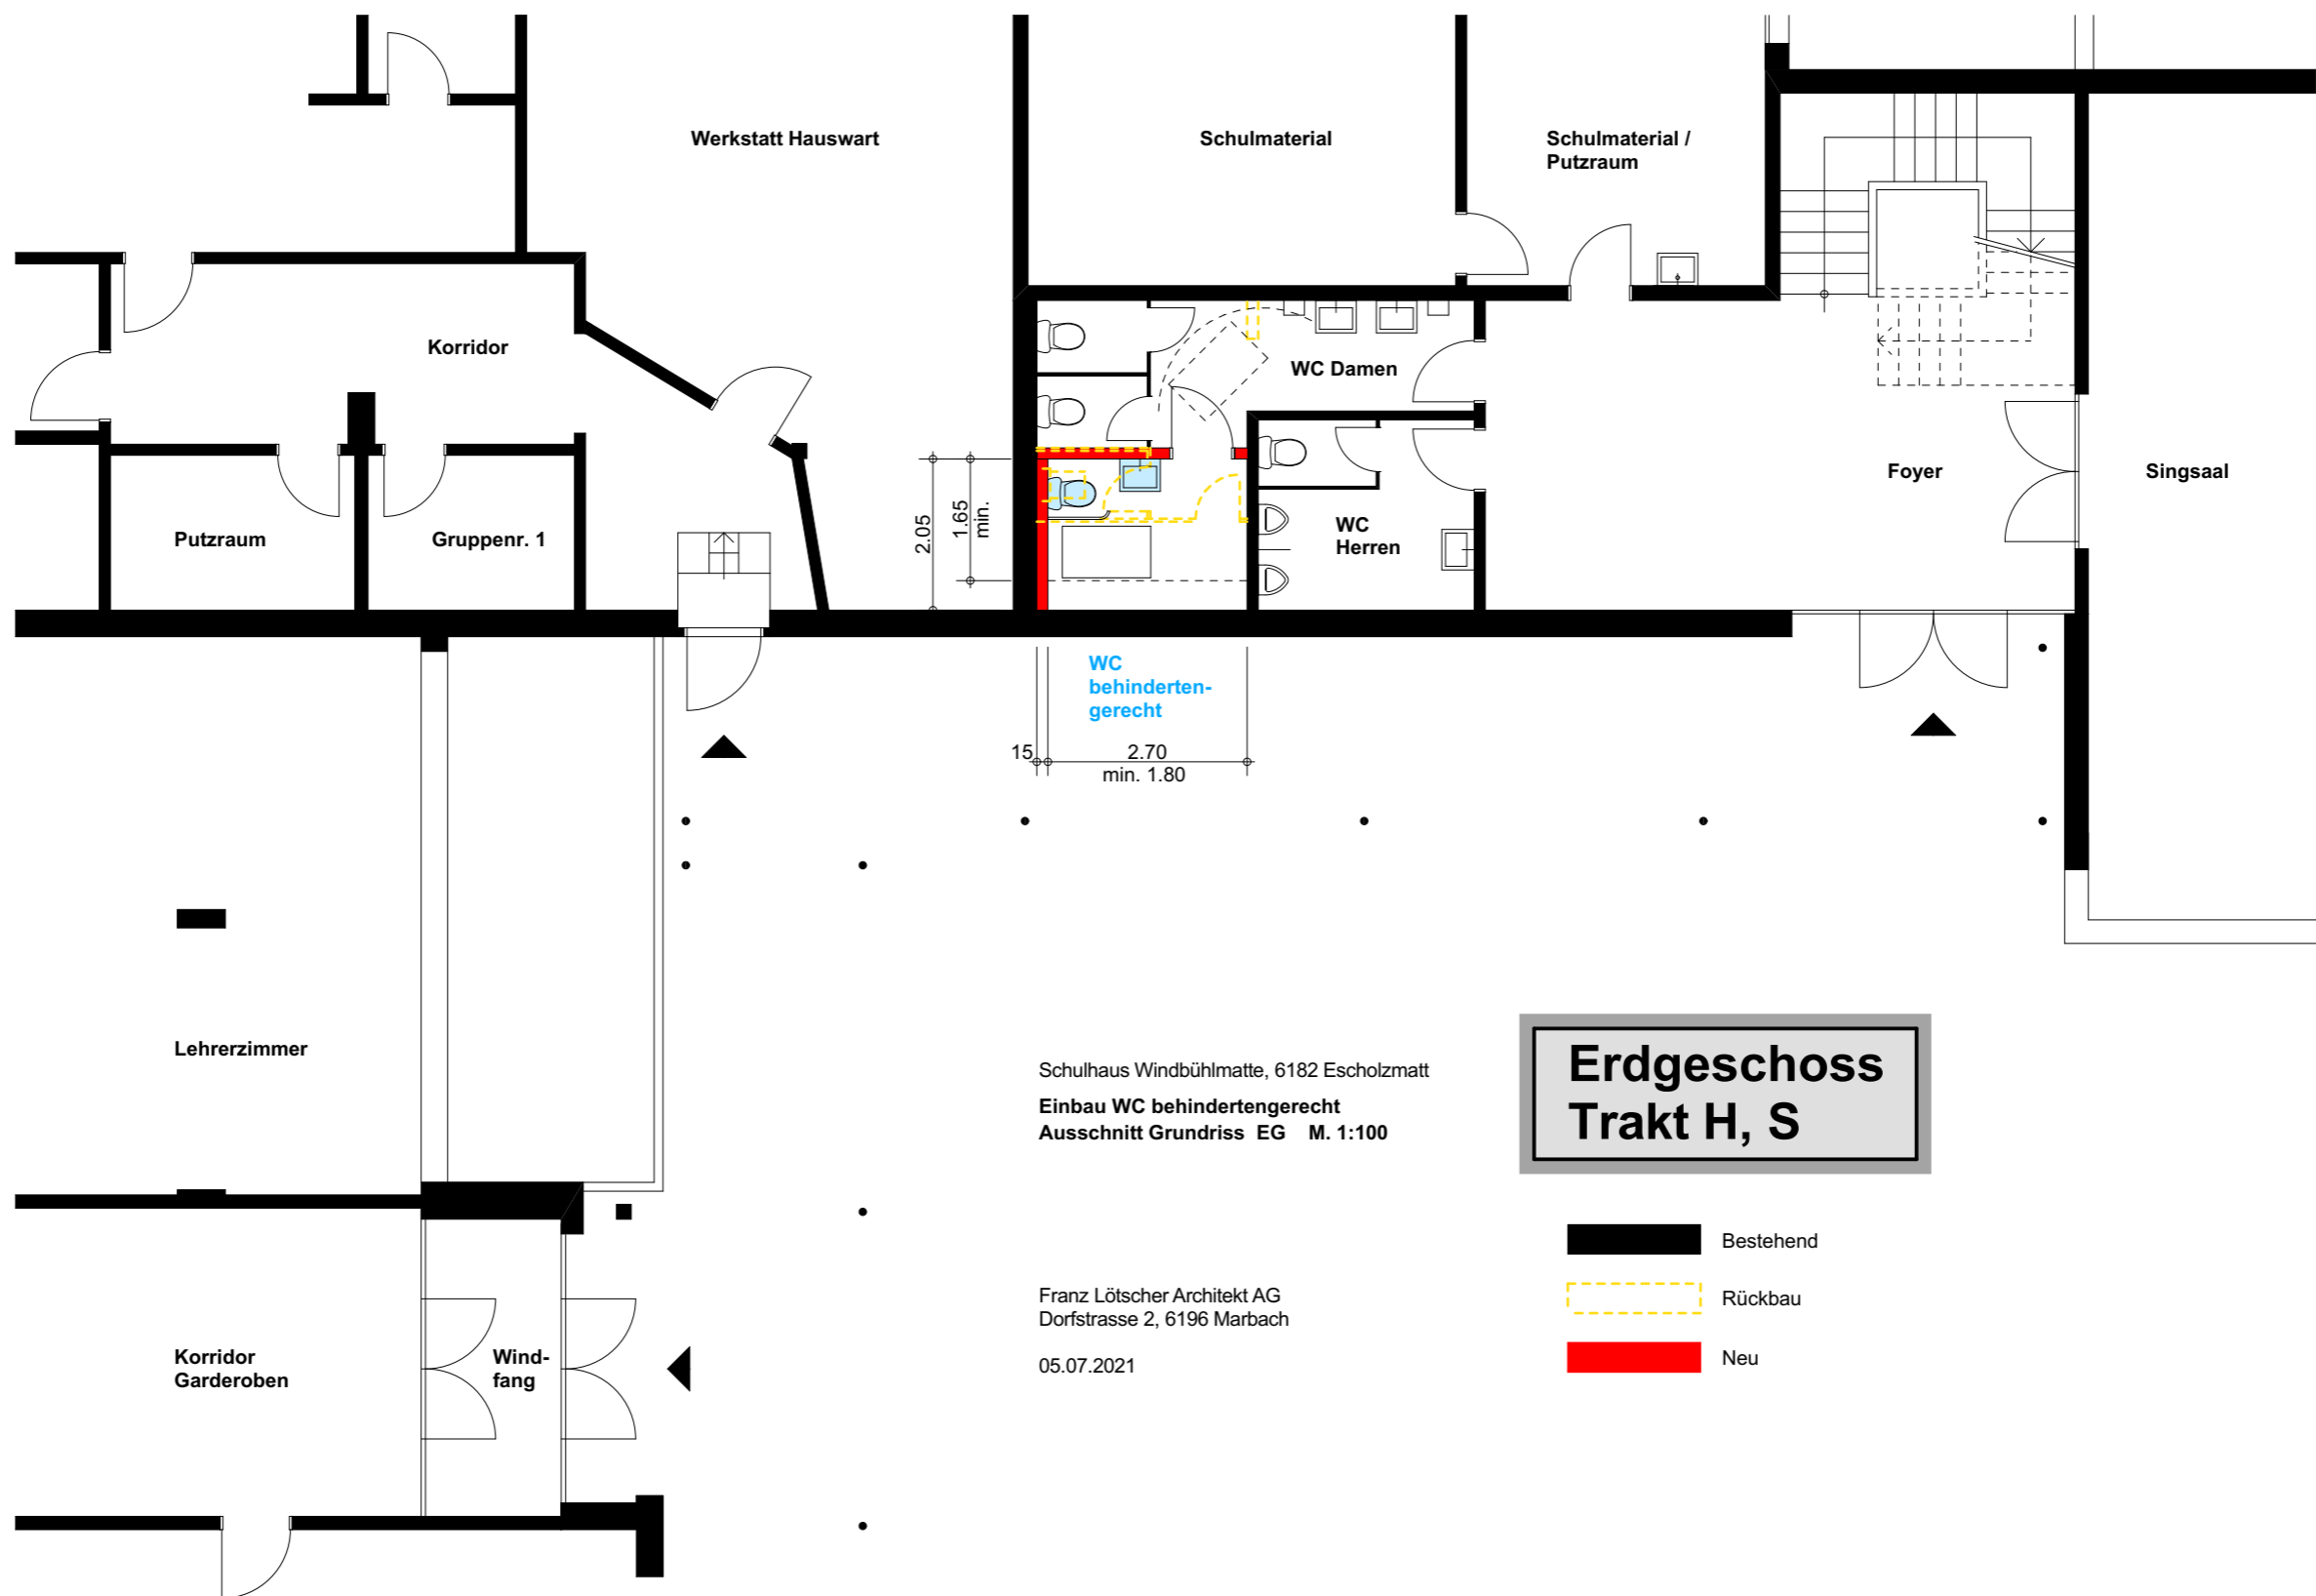 Werkstatt Hauswart
Schulmaterial
Schulmaterial /
Putzraum
Korridor
WC Damen
Foyer
Singsaal
Putzraum
Gruppenr. 1
2.05
1.65
min.
WC
Herren
WC
behinderten-
gerecht
15
2.70
min. 1.80
Lehrerzimmer
Schulhaus Windbühlmatte, 6182 Escholzmatt
Einbau WC behindertengerecht
Ausschnitt Grundriss EG M. 1:100
Erdgeschoss
Trakt H, S
Bestehend
Rückbau
Neu
Franz Lötscher Architekt AG
Dorfstrasse 2, 6196 Marbach
05.07.2021
Korridor
Garderoben
Wind-
fang